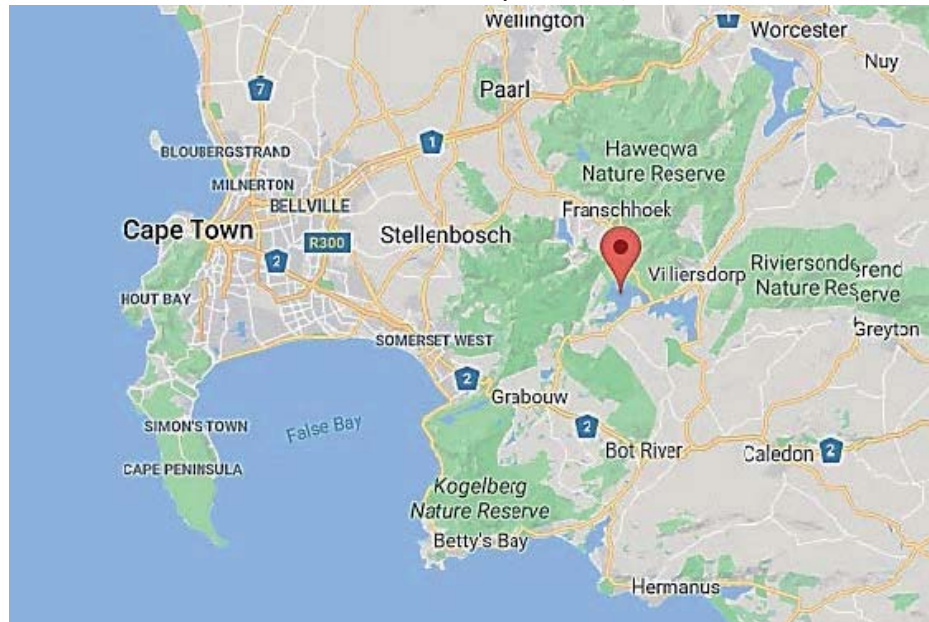 Wellington
1
Worcester
Nuy
7
Paarl
1
BLOUBERGSTRAND
Haweqwa
Nature Reserve
MILNERTON
BELLVILLE
Franschhoek
Cape Town
R300
Stellenbosch
2
Villiersdorp
Riviersonderend
Nature Reserve
HOUT BAY
Greyton
SOMERSET WEST
2
Grabouw
SIMON'S TOWN
False Bay
2
Bot River
Caledon
2
CAPE PENINSULA
Kogelberg
Nature Reserve
Betty's Bay
Hermanus